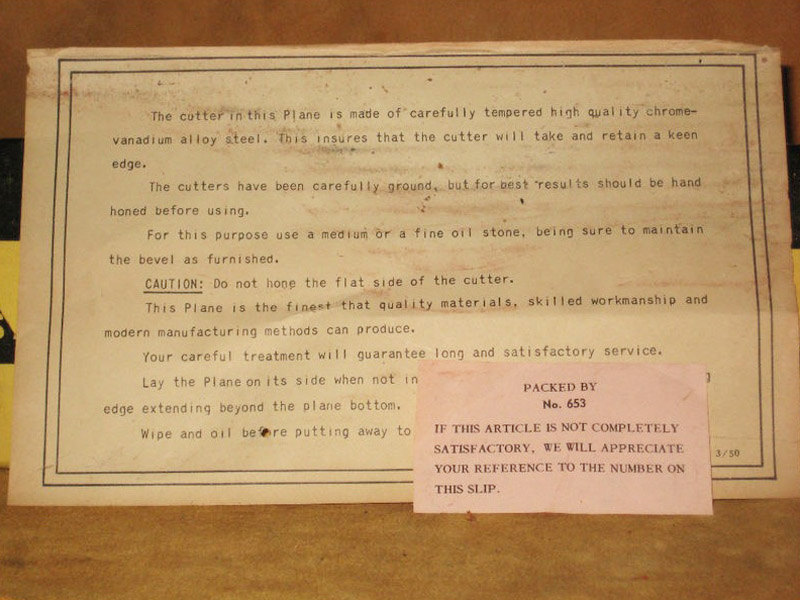 The cutter in this Plane is made of carefully tempered high quality chrome-
vanadium alloy steel. This insures that the cutter will take and retain a keen
edge.
The cutters have been carefully ground, but for best results should be hand
honed before using.
For this purpose use a medium or a fine oil stone, being sure to maintain
the bevel as furnished.
CAUTION: Do not hone the flat side of the cutter.
This Plane is the finest that quality materials, skilled workmanship and
modern manufacturing methods can produce.
Your careful treatment will guarantee long and satisfactory service.
Lay the Plane on its side when not in
edge extending beyond the plane bottom.
Wipe and oil before putting away to
3/50
PACKED BY
No. 653
IF THIS ARTICLE IS NOT COMPLETELY
SATISFACTORY, WE WILL APPRECIATE
YOUR REFERENCE TO THE NUMBER ON
THIS SLIP.